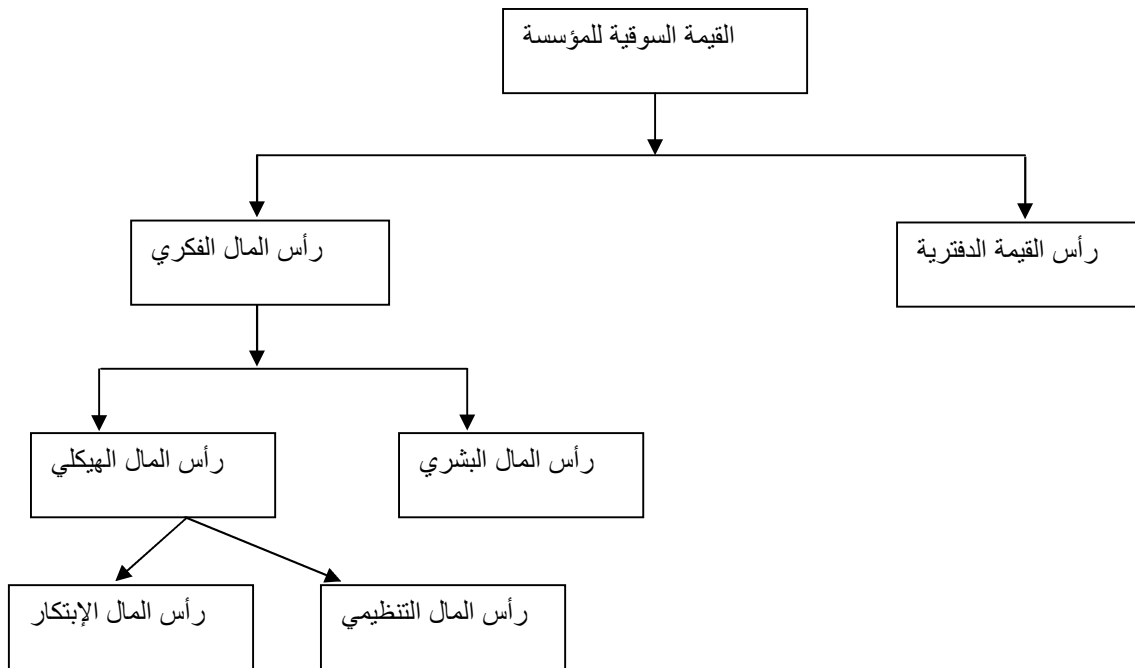 القيمة السوقية للمؤسسة
رأس القيمة الدفترية
رأس المال الفكري
رأس المال البشري
رأس المال الهيكلي
رأس المال التنظيمي
رأس المال الإبتكار